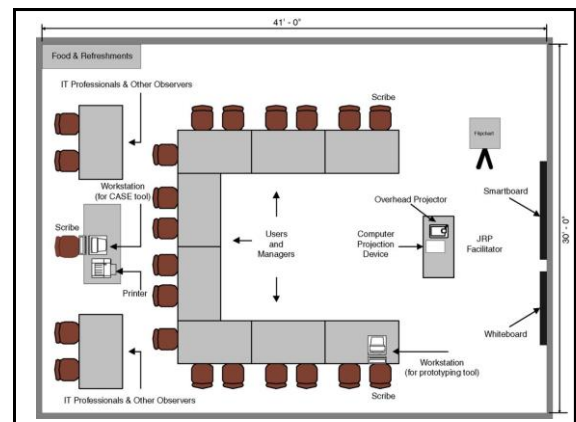 41' - 0"
Food & Refreshments
IT Professionals & Other Observers
Scribe
Flipchart
Workstation
(for CASE tool)
Smartboard
Overhead Projector
Scribe
Users
and
Managers
Computer
Projection
Device
JRP
Facilitator
30' - 0"
Printer
Whiteboard
Workstation
(for prototyping tool)
IT Professionals & Other Observers
Scribe